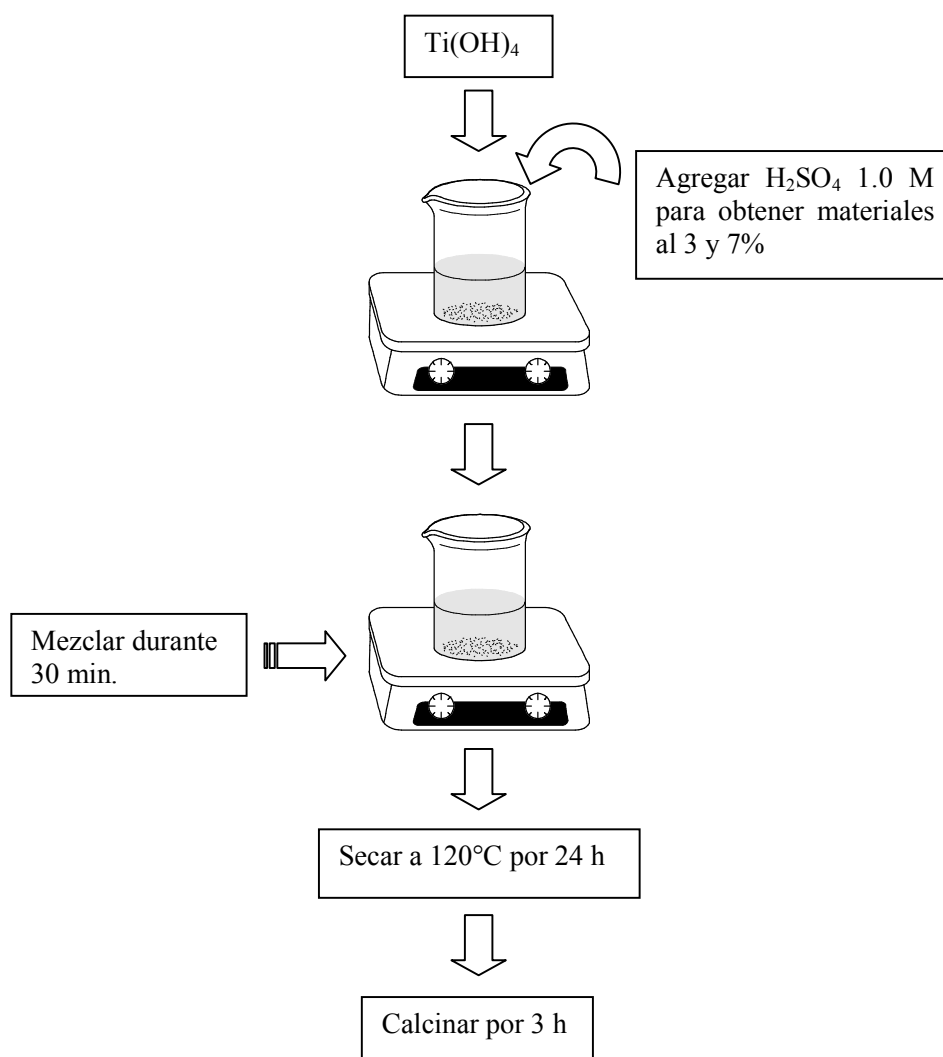 Ti(OH)₄
Agregar H₂SO₄ 1.0 M
para obtener materiales
al 3 y 7%
Mezclar durante
30 min.
Secar a 120°C por 24 h
Calcinar por 3 h